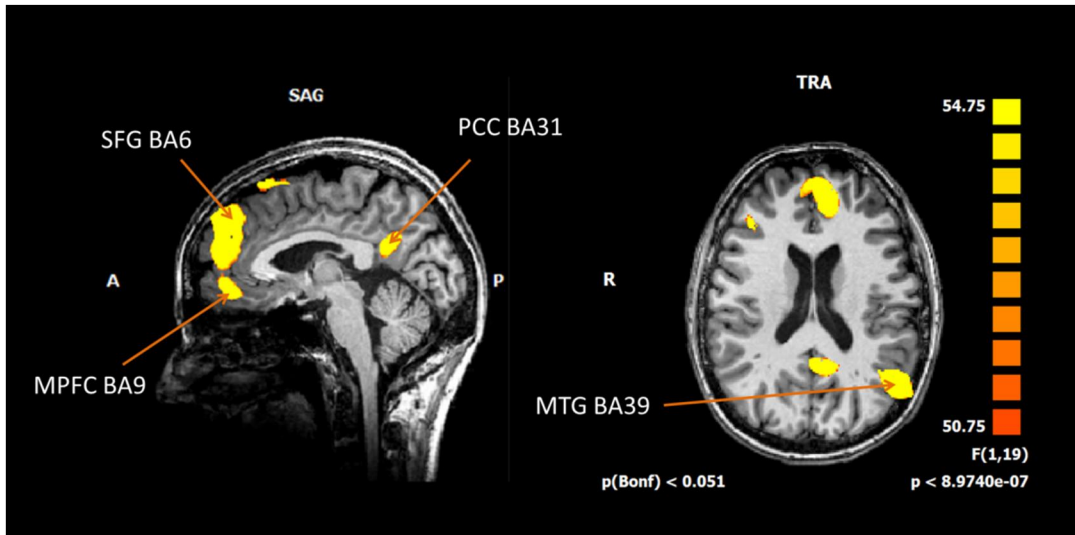 SAG
SFG BA6
PCC BA31
A
P
MPFC BA9
TRA
R
MTG BA39
54.75
50.75
F(1,19)
p(Bonf) < 0.051
p < 8.9740e-07